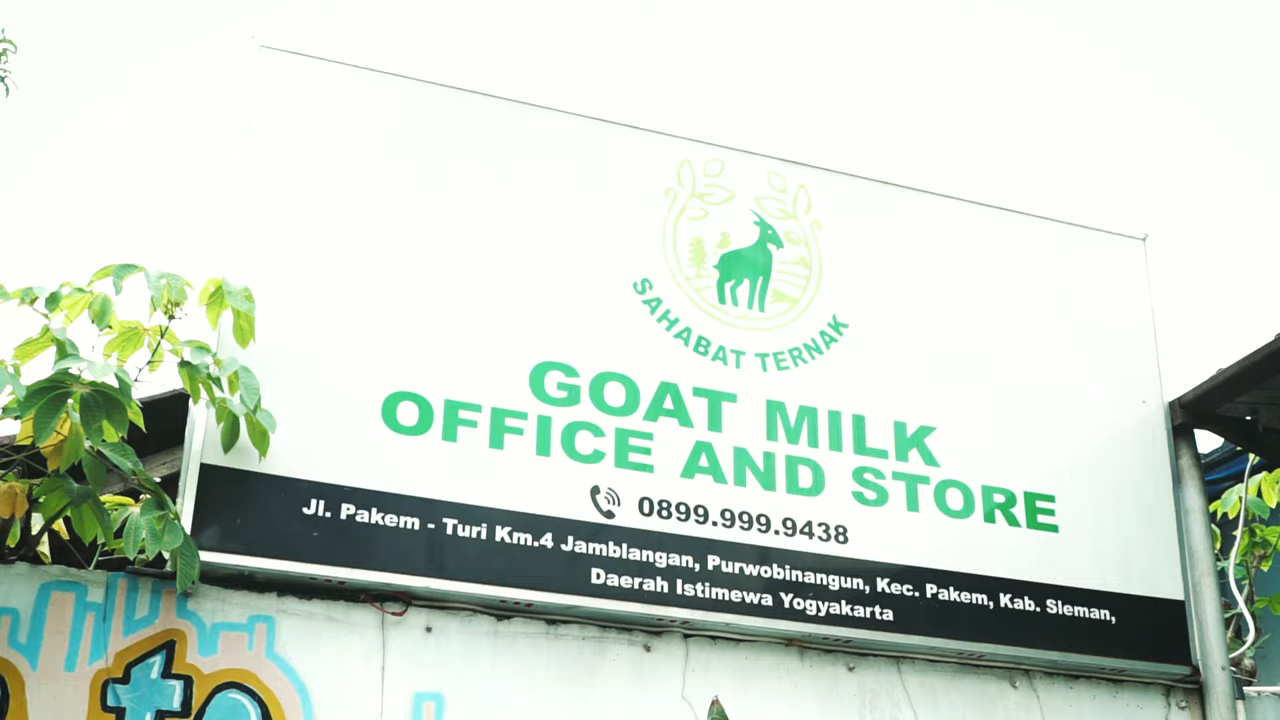 SAHABAT TERNAK
GOAT MILK
OFFICE AND STORE
0899.999.9438
Jl. Pakem - Turi Km.4 Jamblangan, Purwobinangun, Kec. Pakem, Kab. Sleman,
Daerah Istimewa Yogyakarta